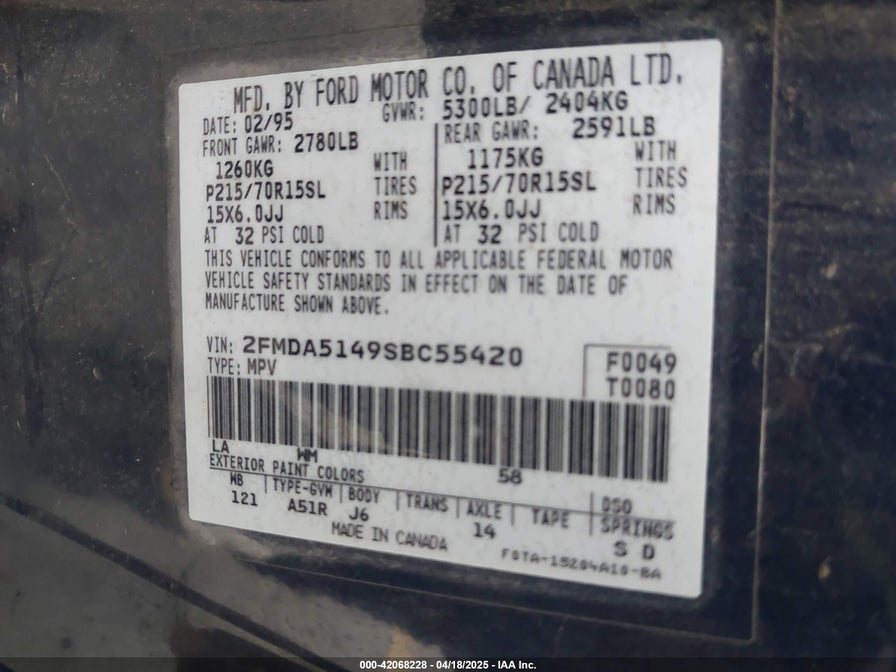 MFD. BY FORD MOTOR CO. OF CANADA LTD.
DATE: 02/95 GVWR: 5300LB/ 2404KG
FRONT GAWR: 2780LB REAR GAWR: 2591LB
1260KG WITH 1175KG WITH
P215/70R15SL TIRES P215/70R15SL TIRES
15X6.0JJ RIMS 15X6.0JJ RIMS
AT 32 PSI COLD AT 32 PSI COLD
THIS VEHICLE CONFORMS TO ALL APPLICABLE FEDERAL MOTOR
VEHICLE SAFETY STANDARDS IN EFFECT ON THE DATE OF
MANUFACTURE SHOWN ABOVE.
VIN: 2FMDA5149SBC55420 F0049
TYPE: MPV T0080
LA WM 58
EXTERIOR PAINT COLORS DSO
WB TYPE-GVW BODY TRANS AXLE TAPE SPRINGS
121 A51R J6 14 S D
MADE IN CANADA
F0TA-15204A10-BA
000-42068228 - 04/18/2025 - IAA Inc.